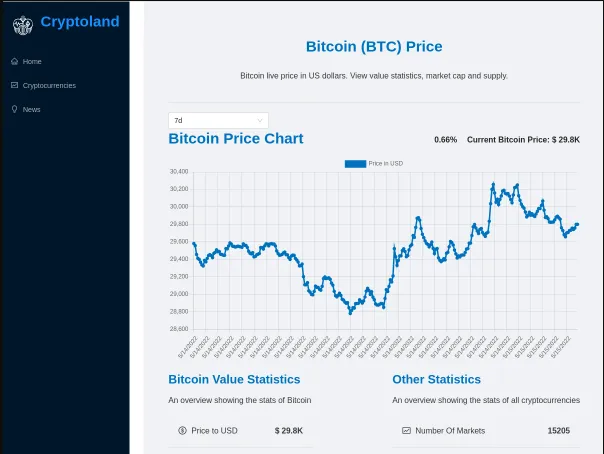 Cryptoland
Home
Cryptocurrencies
News
Bitcoin (BTC) Price
Bitcoin live price in US dollars. View value statistics, market cap and supply.
7d
Bitcoin Price Chart
0.66% Current Bitcoin Price: $ 29.8K
Price in USD
30,400
30,200
30,000
29,800
29,600
29,400
29,200
29,000
28,800
28,600
5/14/2022 5/14/2022 5/14/2022 5/14/2022 5/14/2022 5/14/2022 5/14/2022 5/14/2022 5/14/2022 5/14/2022 5/14/2022 5/14/2022 5/14/2022 5/14/2022 5/14/2022 5/14/2022 5/14/2022 5/14/2022 5/14/2022 5/14/2022 5/14/2022 5/14/2022 5/14/2022 5/14/2022 5/15/2022 5/15/2022 5/15/2022 5/15/2022
Bitcoin Value Statistics
An overview showing the stats of Bitcoin
Price to USD $ 29.8K
Other Statistics
An overview showing the stats of all cryptocurrencies
Number Of Markets 15205